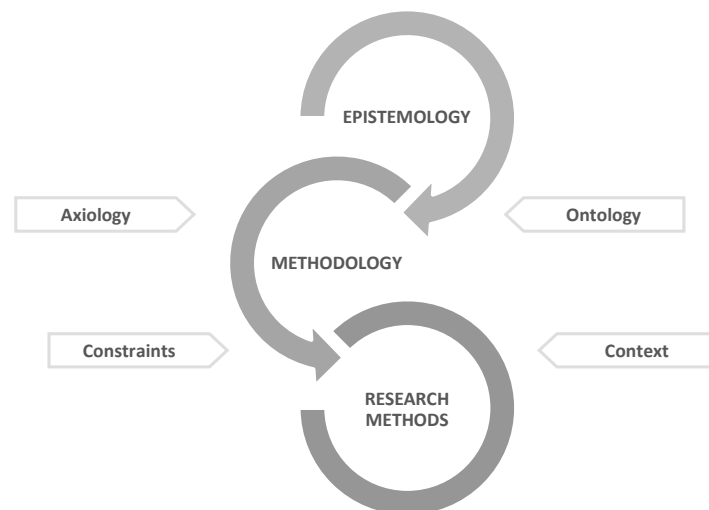 EPISTEMOLOGY
Axiology
Ontology
METHODOLOGY
Constraints
Context
RESEARCH
METHODS